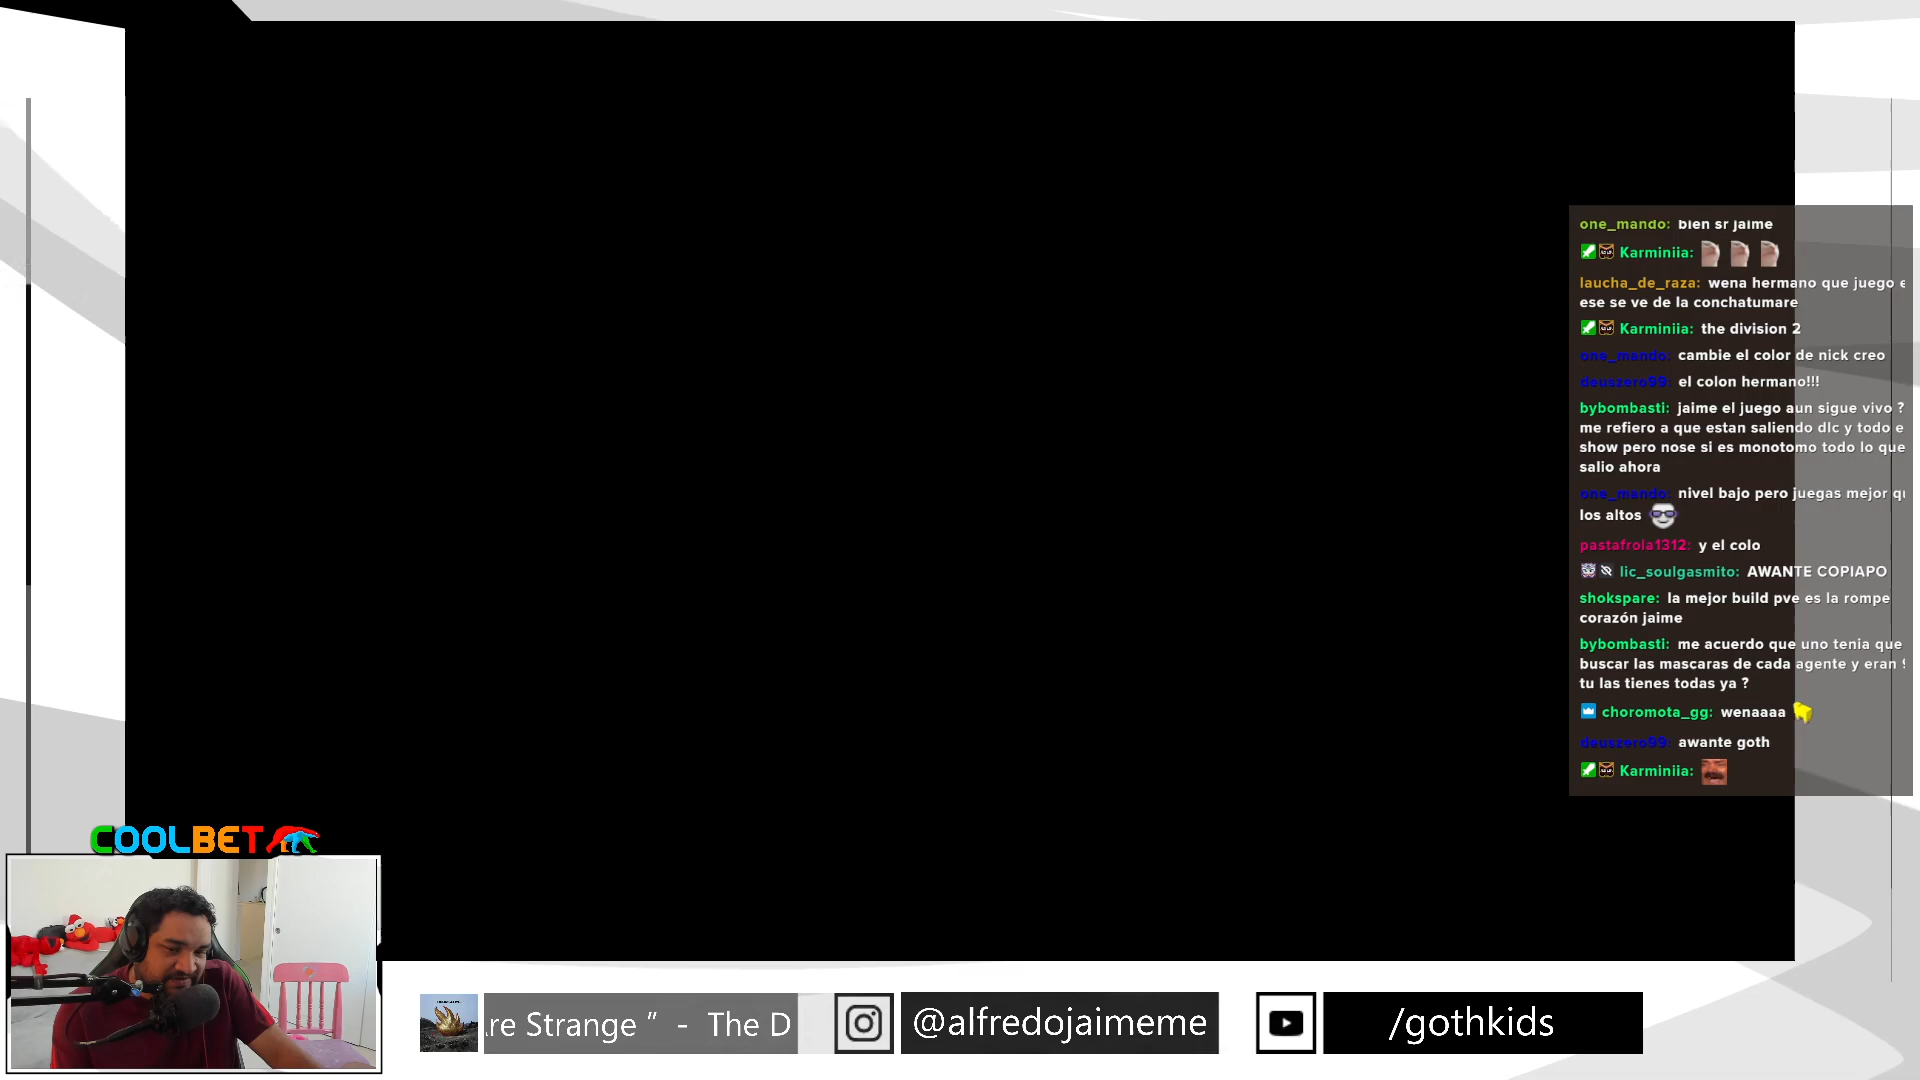 one_mando: bien sr jaime
Karminiia:
laucha_de_raza: wena hermano que juego
ese se ve de la conchatumare
Karminiia: the division 2
one_mando: cambie el color de nick creo
deuszero99: el colon hermano!!!
bybombasti: jaime el juego aun sigue vivo ?
me refiero a que estan saliendo dlc y todo e
show pero nose si es monotomo todo lo que
salio ahora
one_mando: nivel bajo pero juegas mejor
los altos
pastafrola1312: y el colo
lic_soulgasmito: AWANTE COPIAPO
shokspare: la mejor build pve es la rompe
corazón jaime
bybombasti: me acuerdo que uno tenia que
buscar las mascaras de cada agente y eran
tu las tienes todas ya ?
choromota_gg: wenaaaa
deuszero99: awante goth
Karminiia:
COOLBET
re Strange " - The D
@alfredojaimeme
/gothkids